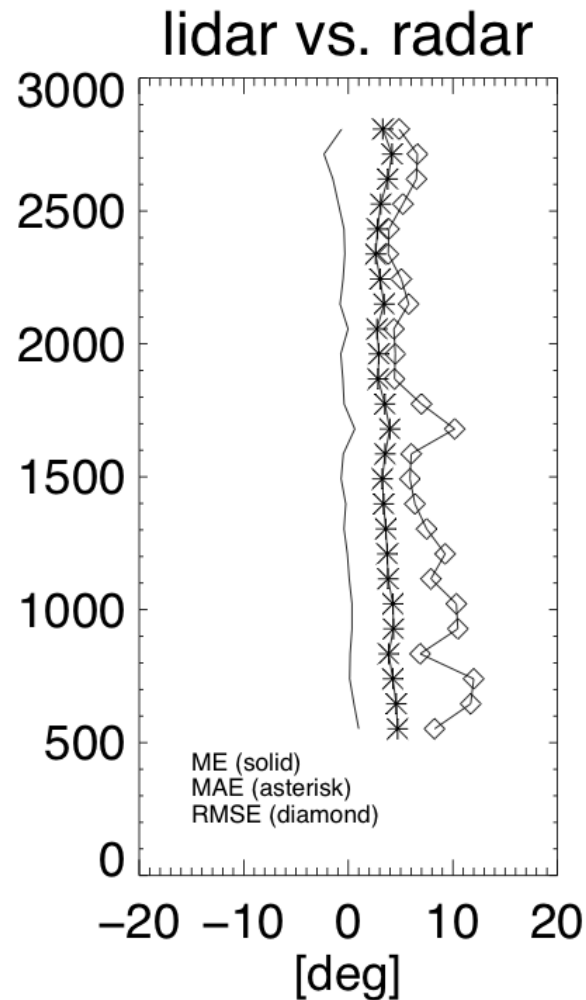 lidar vs. radar
3000
2500
2000
1500
1000
500
0
ME (solid)
MAE (asterisk)
RMSE (diamond)
−20 −10 0 10 20
[deg]